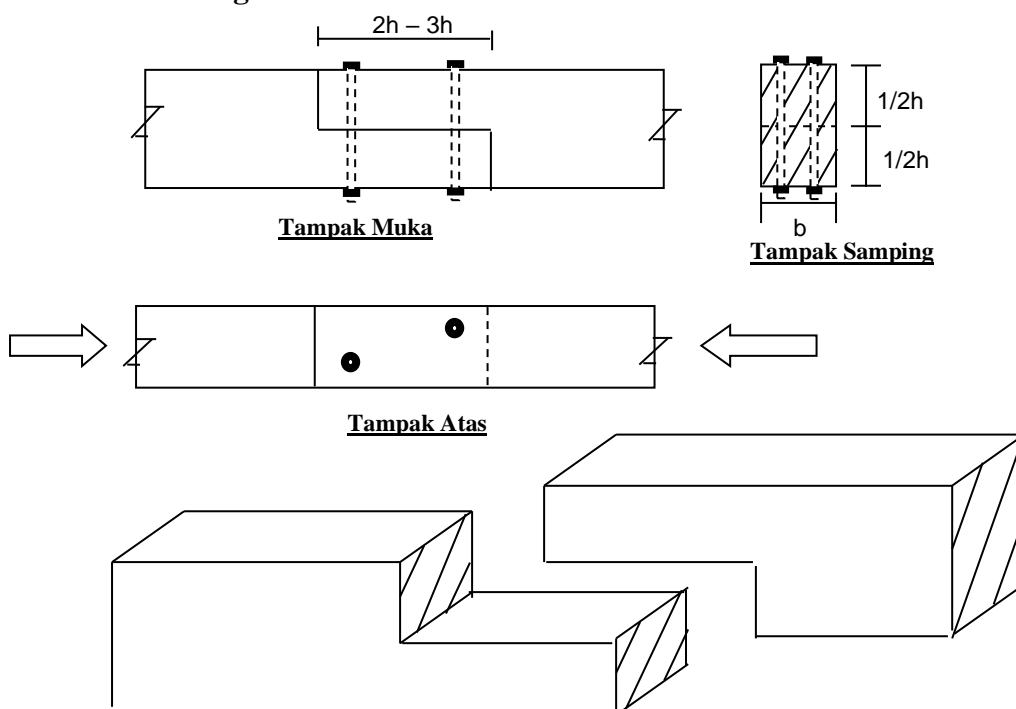 2h – 3h
1/2h
1/2h
b
Tampak Muka
Tampak Samping
Tampak Atas